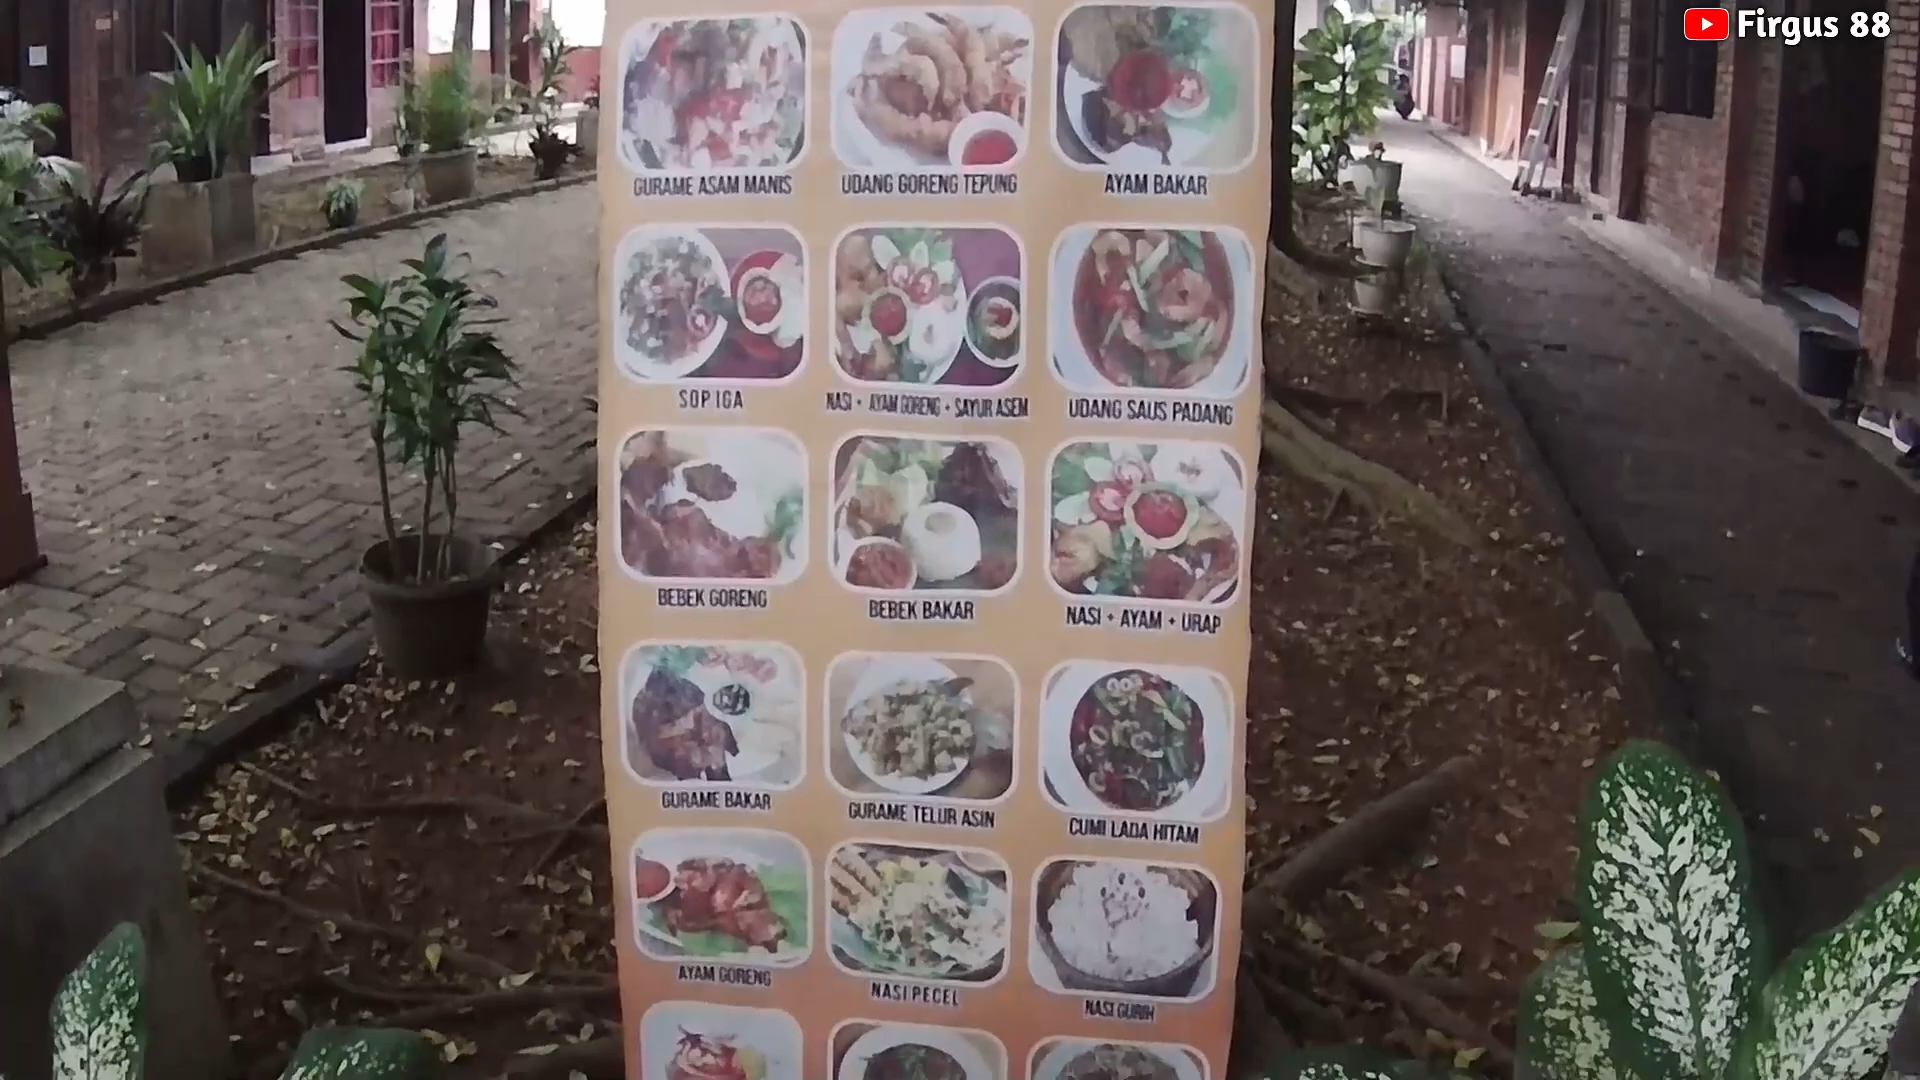 Firgus 88
GURAME ASAM MANIS
UDANG GORENG TEPUNG
AYAM BAKAR
SOP IGA
NASI + AYAM GORENG + SAYUR ASEM
UDANG SAUS PADANG
BEBEK GORENG
BEBEK BAKAR
NASI + AYAM + URAP
GURAME BAKAR
GURAME TELUR ASIN
CUMI LADA HITAM
AYAM GORENG
NASI PECEL
NASI GURIH